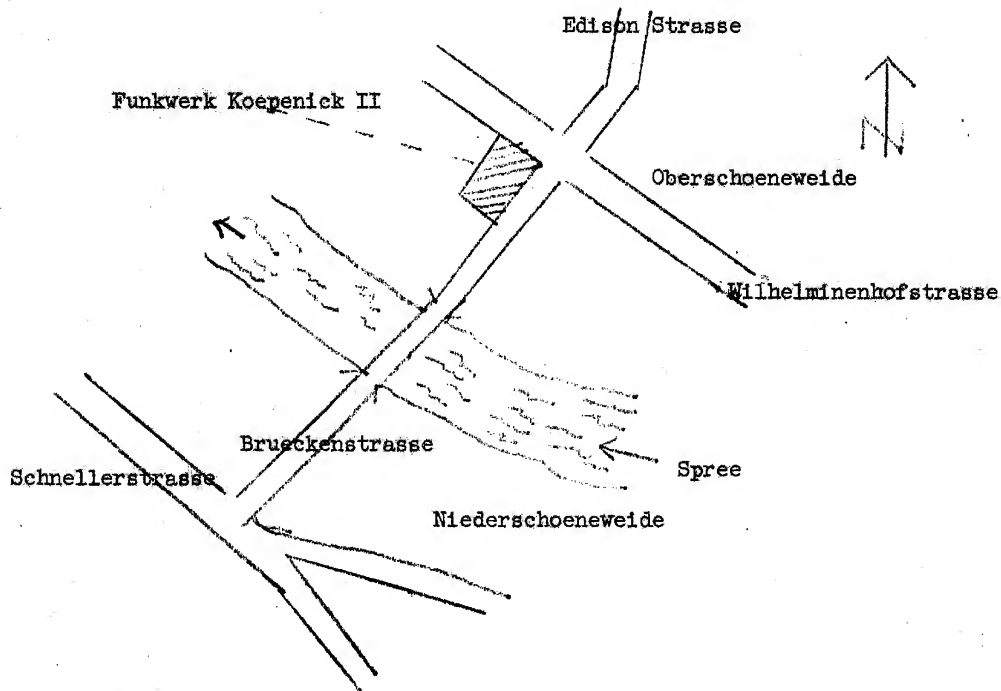 Edison Strasse
Funkwerk Koepenick II
N
Oberschoeneweide
Wilhelminenhofstrasse
Brueckenstrasse
Schnellerstrasse
Spree
Niederschoeneweide